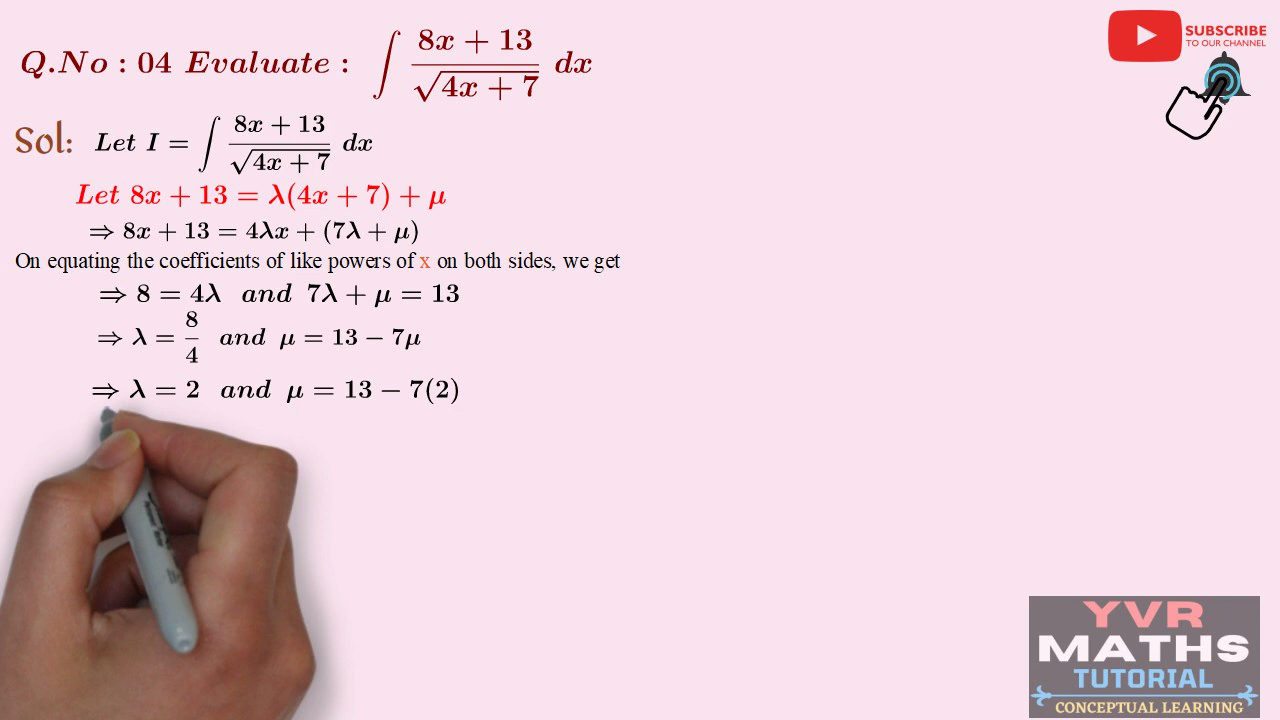 Q.No : 04 Evaluate : ∫ (8x + 13)/√(4x + 7) dx
SUBSCRIBE
TO OUR CHANNEL
Sol: Let I = ∫ (8x + 13)/√(4x + 7) dx
Let 8x + 13 = λ(4x + 7) + μ
⇒ 8x + 13 = 4λx + (7λ + μ)
On equating the coefficients of like powers of x on both sides, we get
⇒ 8 = 4λ and 7λ + μ = 13
⇒ λ = 8/4 and μ = 13 − 7μ
⇒ λ = 2 and μ = 13 − 7(2)
YVR
MATHS
TUTORIAL
CONCEPTUAL LEARNING